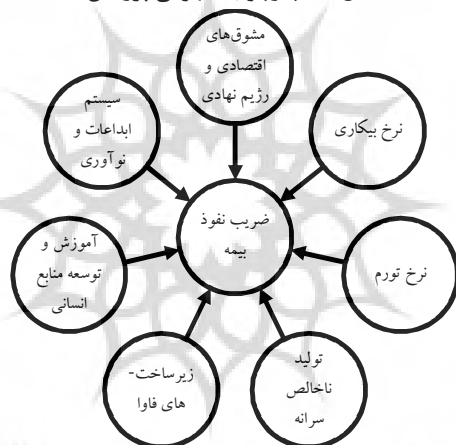 مشوق‌های
اقتصادی و
رژیم نهادی
سیستم
ابداعات و
نوآوری
نرخ بیکاری
ضریب نفوذ
بیمه
آموزش و
توسعه منابع
انسانی
نرخ تورم
زیرساخت-
های فاوا
تولید
ناخالص
سرانه